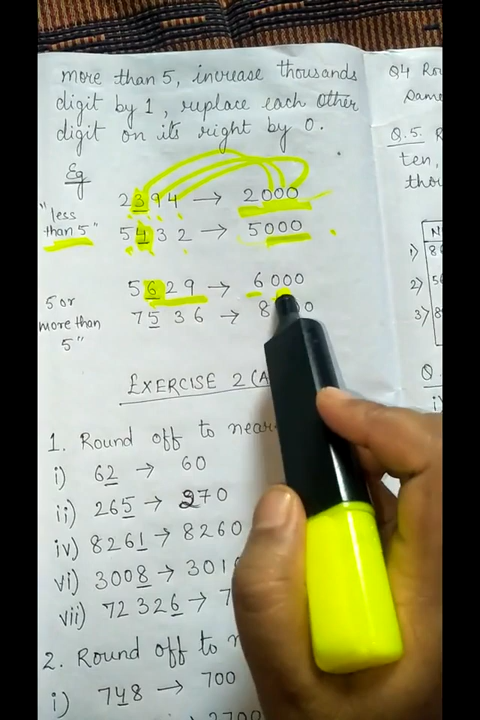 more than 5, increase thousands
digit by 1, replace each other
digit on its right by 0.
Eg
2394 → 2000
"less than 5"
5432 → 5000
5629 → 6000
5 or more than 5"
7536 → 8 0
EXERCISE 2 (A
1. Round off to near
i) 62 → 60
ii) 265 → 270
iv) 8261 → 8260
vi) 3008 → 301
vii) 72326 → 7
2. Round off to n
i) 748 → 700
2700
Q4 Rou
Same
Q.5. R
ten,
thou
N
1) 8
2) 5
3) 8
Q.
i)